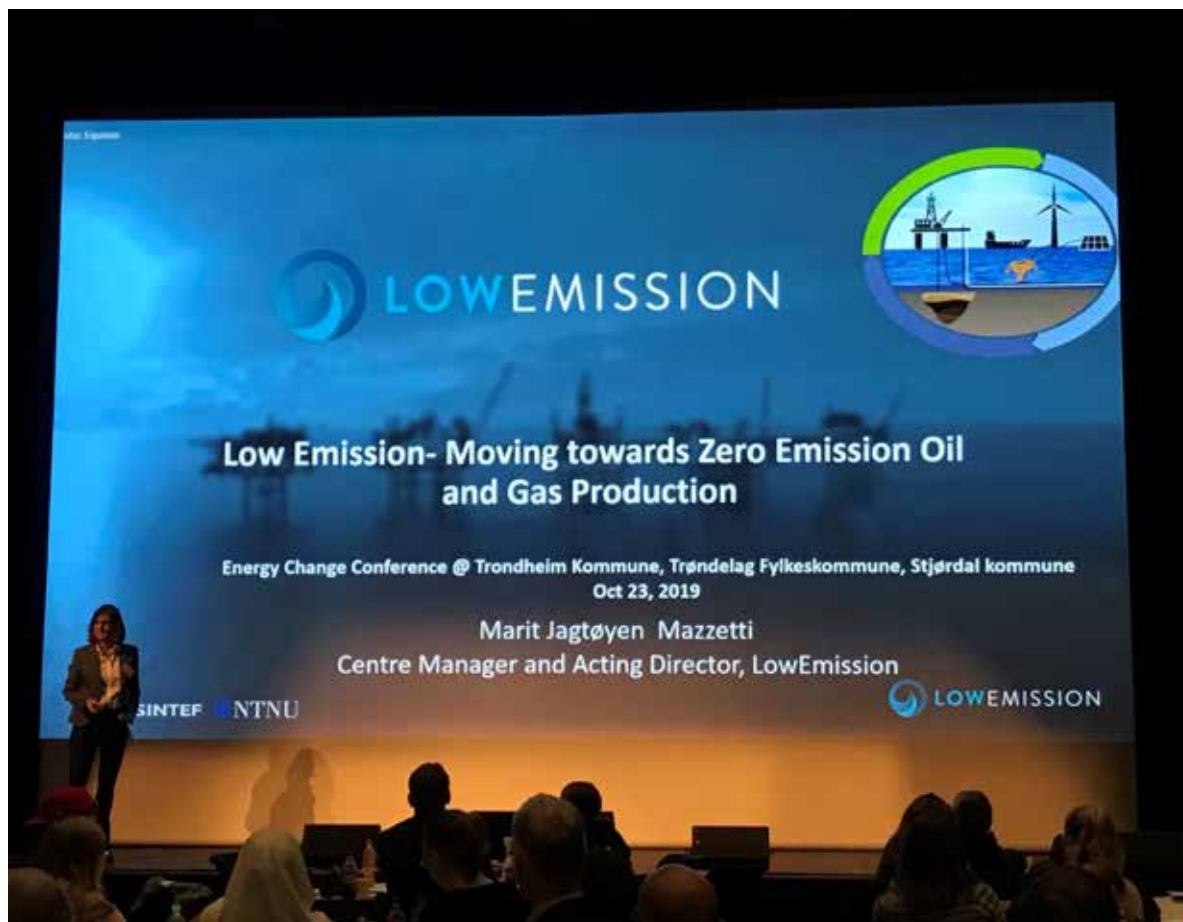 Equinor
LOWEMISSION
Low Emission- Moving towards Zero Emission Oil
and Gas Production
Energy Change Conference @ Trondheim Kommune, Trøndelag Fylkeskommune, Stjørdal kommune
Oct 23, 2019
Marit Jagtøyen Mazzetti
Centre Manager and Acting Director, LowEmission
SINTEF NTNU
LOWEMISSION